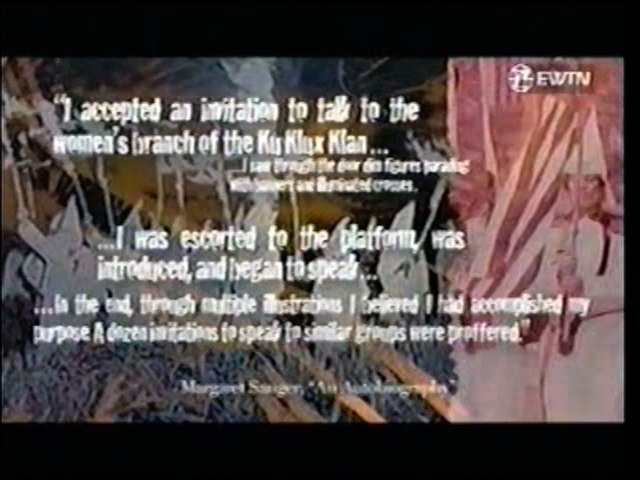 EWTN
"I accepted an invitation to talk to the
women's branch of the Ku Klux Klan...
...I saw through the door dim figures parading
with banners and illuminated crosses.
...I was escorted to the platform, was
introduced, and began to speak...
...In the end, through multiple illustrations I believed I had accomplished my
purpose A dozen invitations to speak to similar groups were proffered."
Margaret Sanger, "An Autobiography"